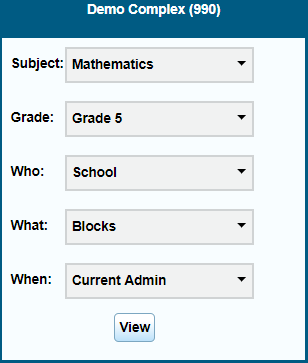 Demo Complex (990)
Subject: Mathematics
Grade: Grade 5
Who: School
What: Blocks
When: Current Admin
View